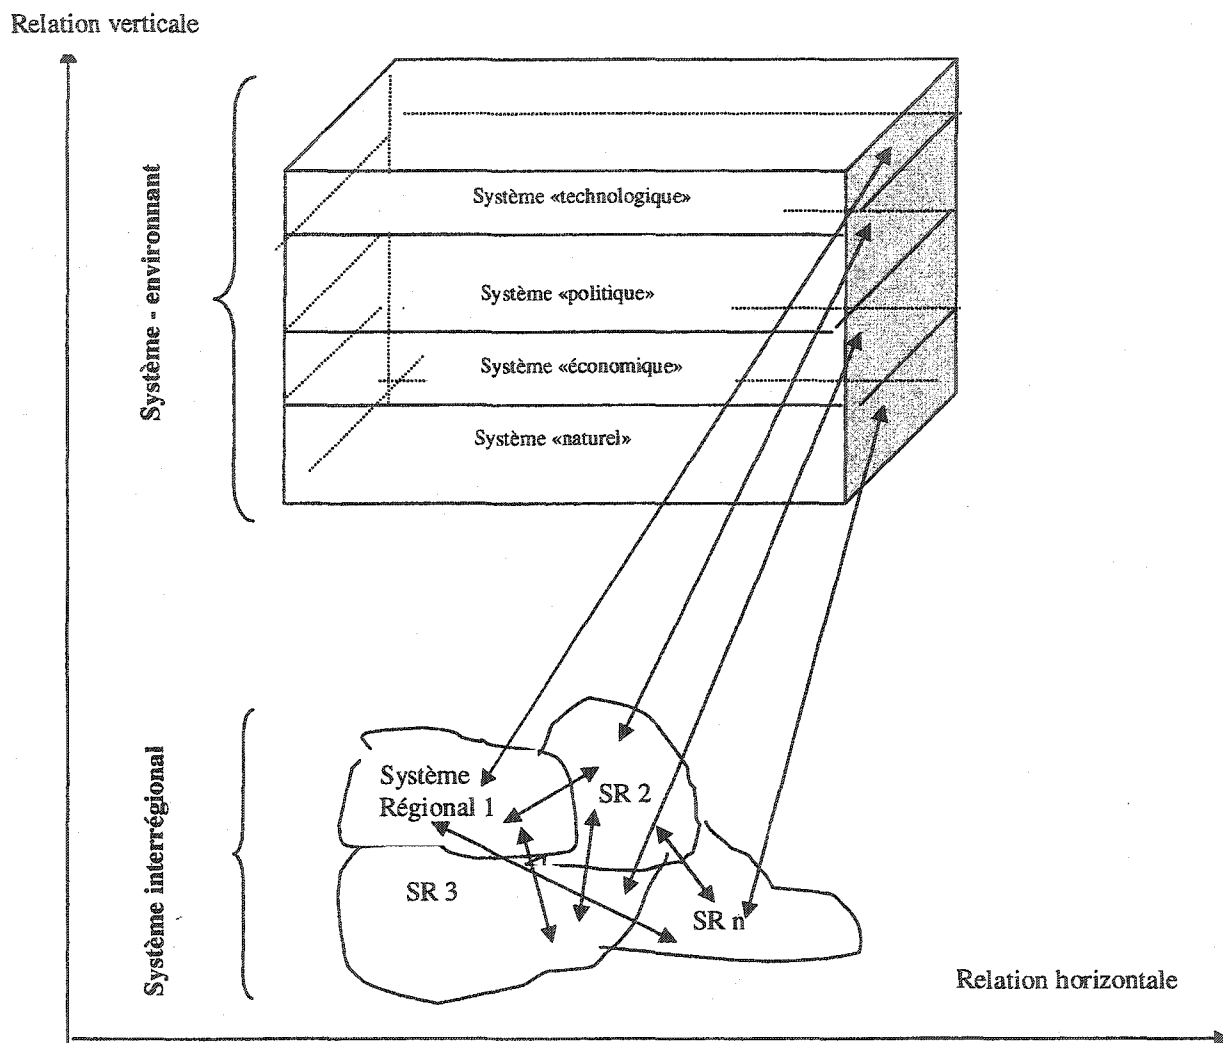 Relation verticale
Système - environnant
Système «technologique»
Système «politique»
Système «économique»
Système «naturel»
Système interrégional
Système
Régional 1
SR 2
SR 3
SR n
Relation horizontale